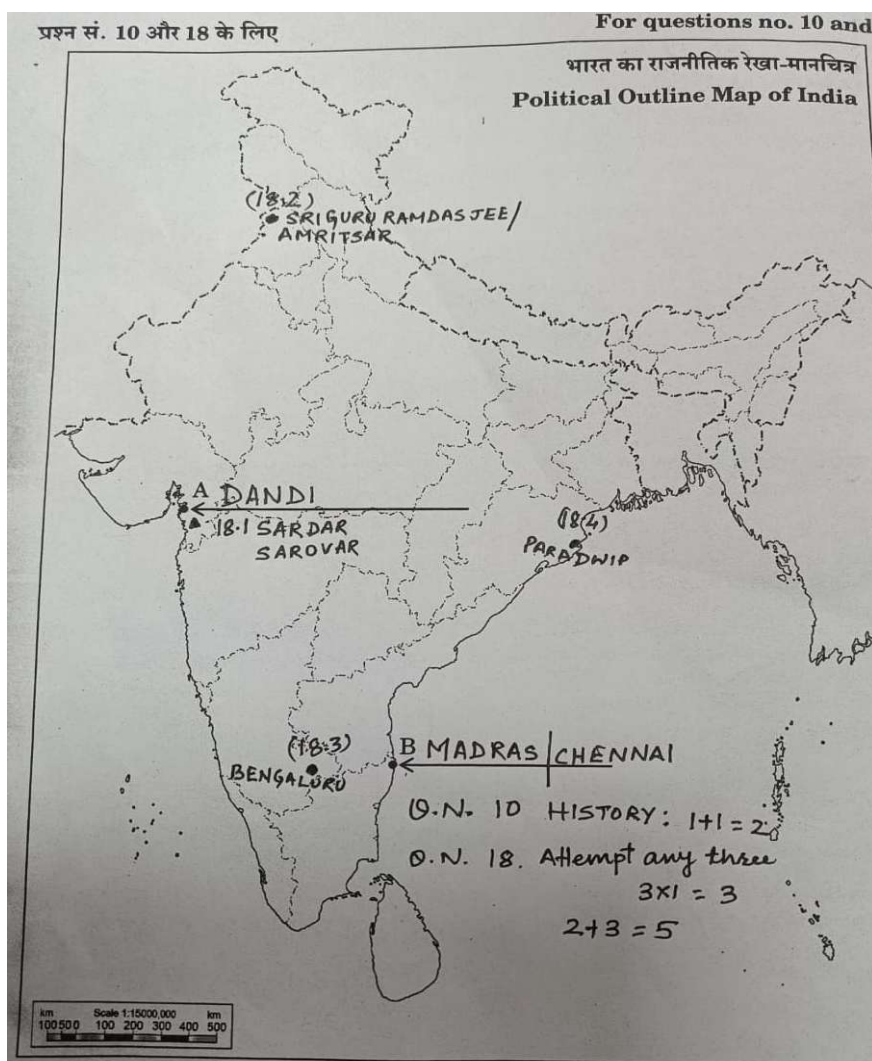 प्रश्न सं. 10 और 18 के लिए
For questions no. 10 and
भारत का राजनीतिक रेखा-मानचित्र
Political Outline Map of India
(18.2)
SRI GURU RAMDAS JEE/
AMRITSAR
A DANDI
18.1 SARDAR
SAROVAR
(18.4)
PARADWIP
(18.3)
BENGALURU
B MADRAS|CHENNAI
Q.N. 10 HISTORY: 1+1=2
Q.N. 18. Attempt any three
3×1 = 3
2+3 = 5
km Scale 1:15000,000 km
100 50 0 100 200 300 400 500